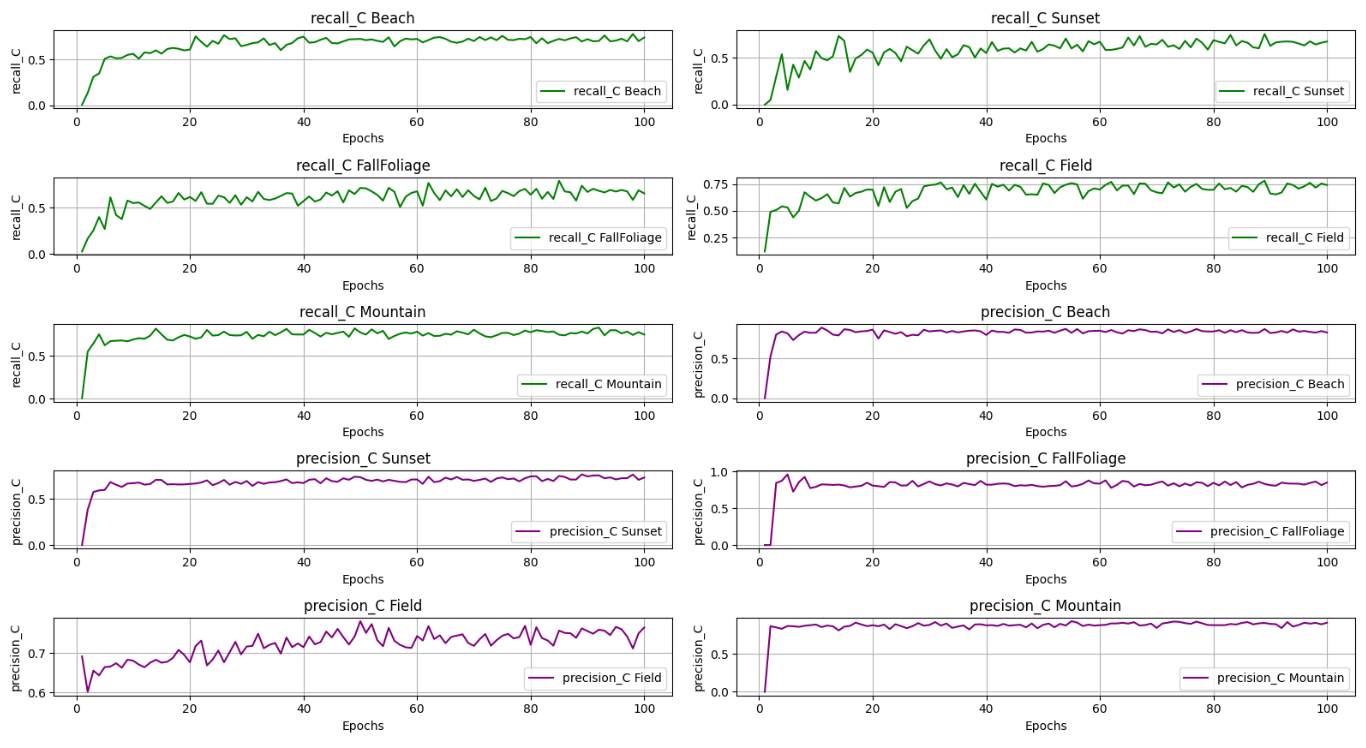 recall_C Beach
recall_C
0.5
0.0
recall_C Beach
0 20 40 60 80 100
Epochs
recall_C Sunset
recall_C
0.5
0.0
recall_C Sunset
0 20 40 60 80 100
Epochs
recall_C FallFoliage
recall_C
0.5
0.0
recall_C FallFoliage
0 20 40 60 80 100
Epochs
recall_C Field
recall_C
0.75
0.50
0.25
recall_C Field
0 20 40 60 80 100
Epochs
recall_C Mountain
recall_C
0.5
0.0
recall_C Mountain
0 20 40 60 80 100
Epochs
precision_C Beach
precision_C
0.5
0.0
precision_C Beach
0 20 40 60 80 100
Epochs
precision_C Sunset
precision_C
0.5
0.0
precision_C Sunset
0 20 40 60 80 100
Epochs
precision_C FallFoliage
precision_C
1.0
0.5
0.0
precision_C FallFoliage
0 20 40 60 80 100
Epochs
precision_C Field
precision_C
0.7
0.6
precision_C Field
0 20 40 60 80 100
Epochs
precision_C Mountain
precision_C
0.5
0.0
precision_C Mountain
0 20 40 60 80 100
Epochs